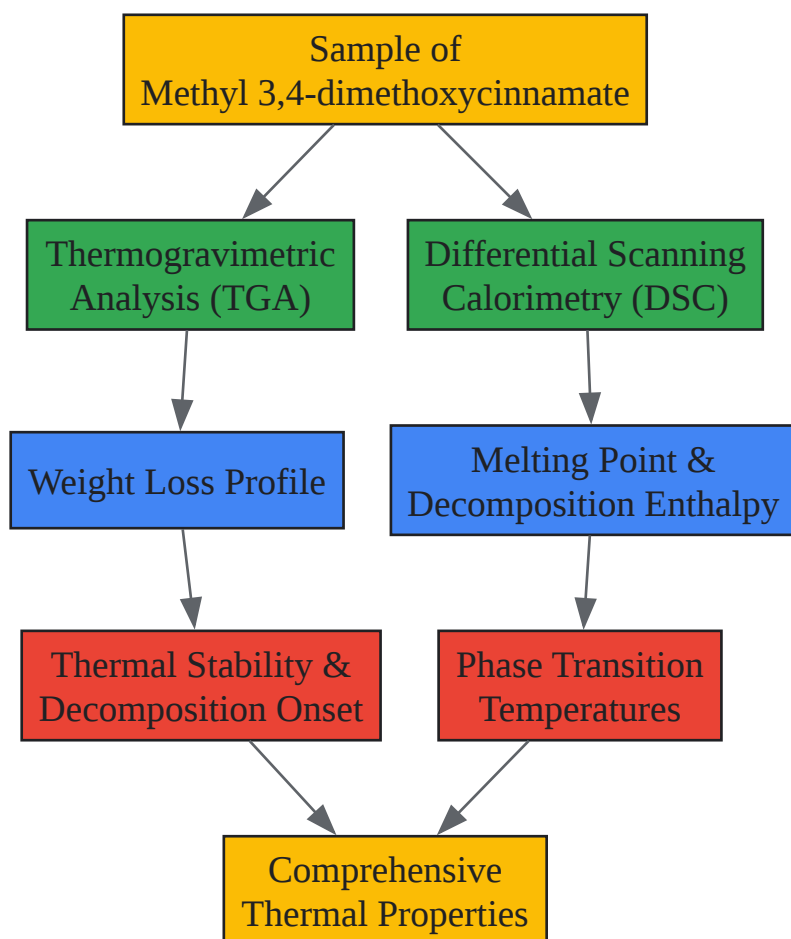 Sample of
Methyl 3,4-dimethoxycinnamate
Thermogravimetric
Analysis (TGA)
Differential Scanning
Calorimetry (DSC)
Weight Loss Profile
Melting Point &
Decomposition Enthalpy
Thermal Stability &
Decomposition Onset
Phase Transition
Temperatures
Comprehensive
Thermal Properties